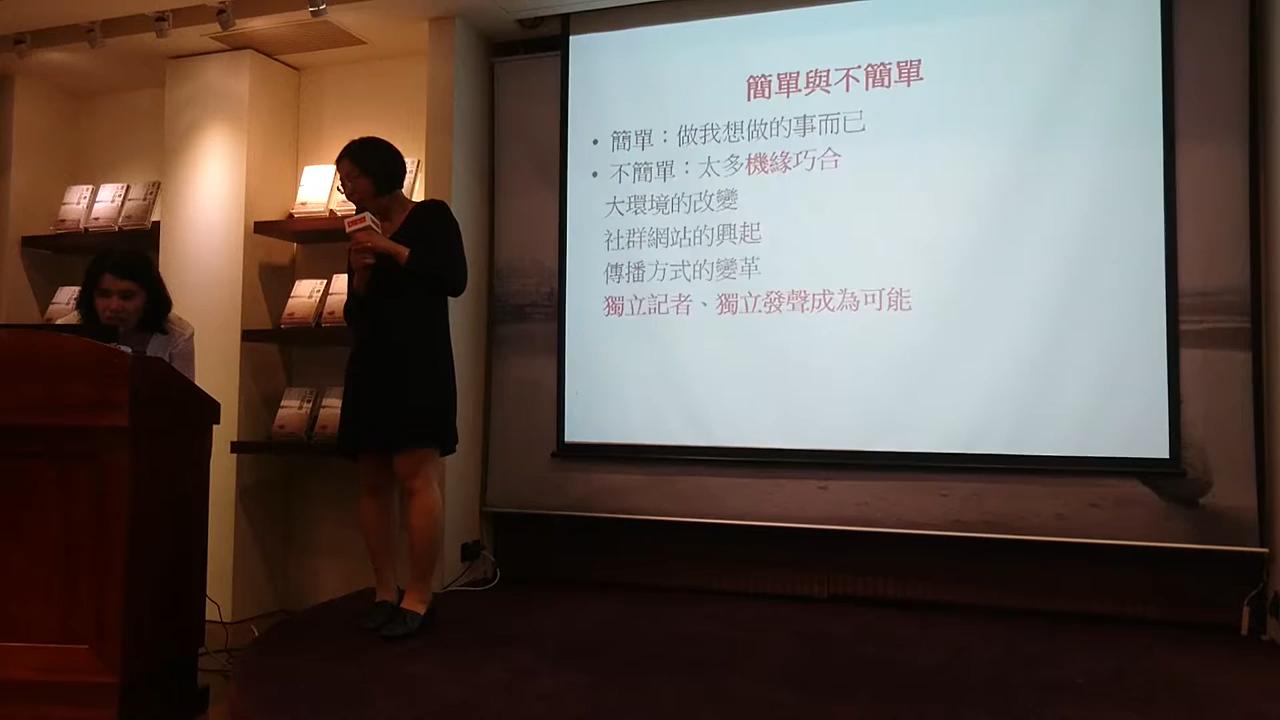 簡單與不簡單
• 簡單：做我想做的事而已
• 不簡單：太多機緣巧合
大環境的改變
社群網站的興起
傳播方式的變革
獨立記者、獨立發聲成為可能